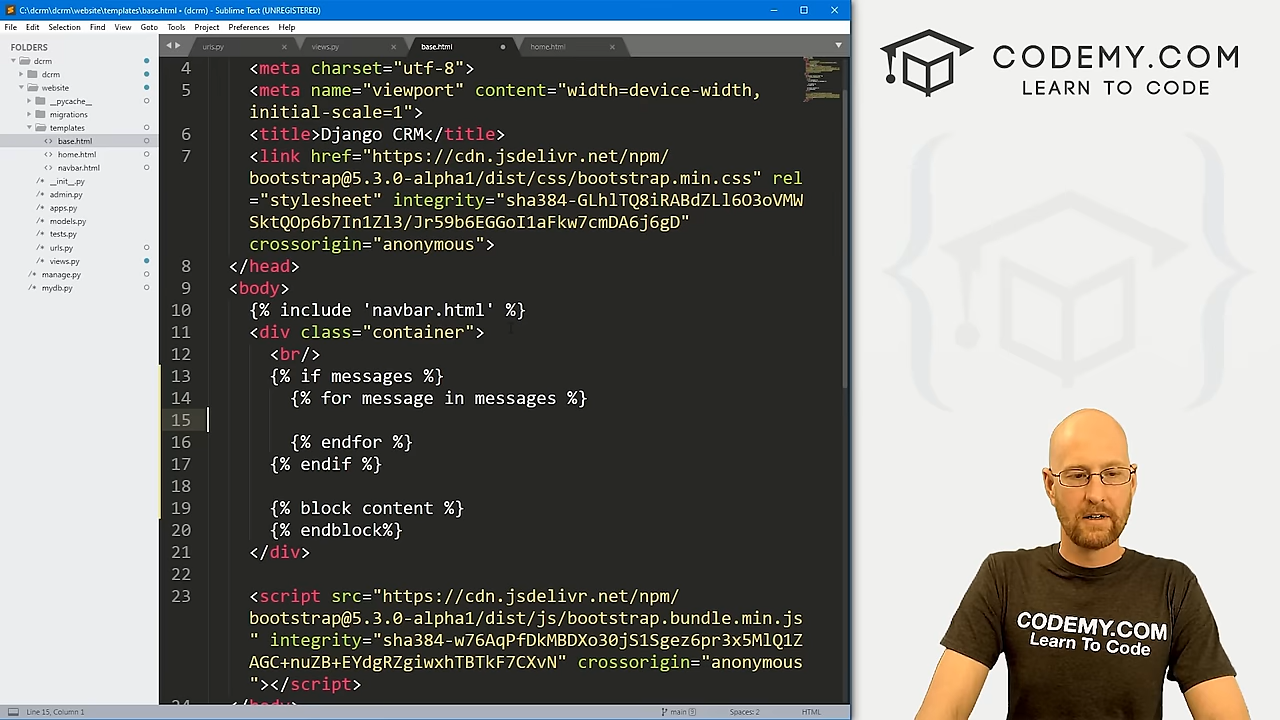 C:\dcrm\dcrm\website\templates\base.html • (dcrm) - Sublime Text (UNREGISTERED)
File Edit Selection Find View Goto Tools Project Preferences Help
FOLDERS
dcrm
dcrm
website
__pycache__
migrations
templates
base.html
home.html
navbar.html
__init__.py
admin.py
apps.py
models.py
tests.py
urls.py
views.py
manage.py
mydb.py
urls.py views.py base.html home.html
4 <meta charset="utf-8">
5 <meta name="viewport" content="width=device-width,
initial-scale=1">
6 <title>Django CRM</title>
7 <link href="https://cdn.jsdelivr.net/npm/
bootstrap@5.3.0-alpha1/dist/css/bootstrap.min.css" rel
="stylesheet" integrity="sha384-GLhlTQ8iRABdZLl6O3oVMW
SktQOp6b7In1Zl3/Jr59b6EGGoI1aFkw7cmDA6j6gD"
crossorigin="anonymous">
8 </head>
9 <body>
10 {% include 'navbar.html' %}
11 <div class="container">
12 <br/>
13 {% if messages %}
14 {% for message in messages %}
15
16 {% endfor %}
17 {% endif %}
18
19 {% block content %}
20 {% endblock%}
21 </div>
22
23 <script src="https://cdn.jsdelivr.net/npm/
bootstrap@5.3.0-alpha1/dist/js/bootstrap.bundle.min.js
" integrity="sha384-w76AqPfDkMBDXo30jS1Sgez6pr3x5MlQ1Z
AGC+nuZB+EYdgRZgiwxhTBTkF7CXvN" crossorigin="anonymous
"></script>
24 </body>
Line 15, Column 1
main
Spaces: 2
HTML
CODEMY.COM
LEARN TO CODE
CODEMY.COM
Learn To Code